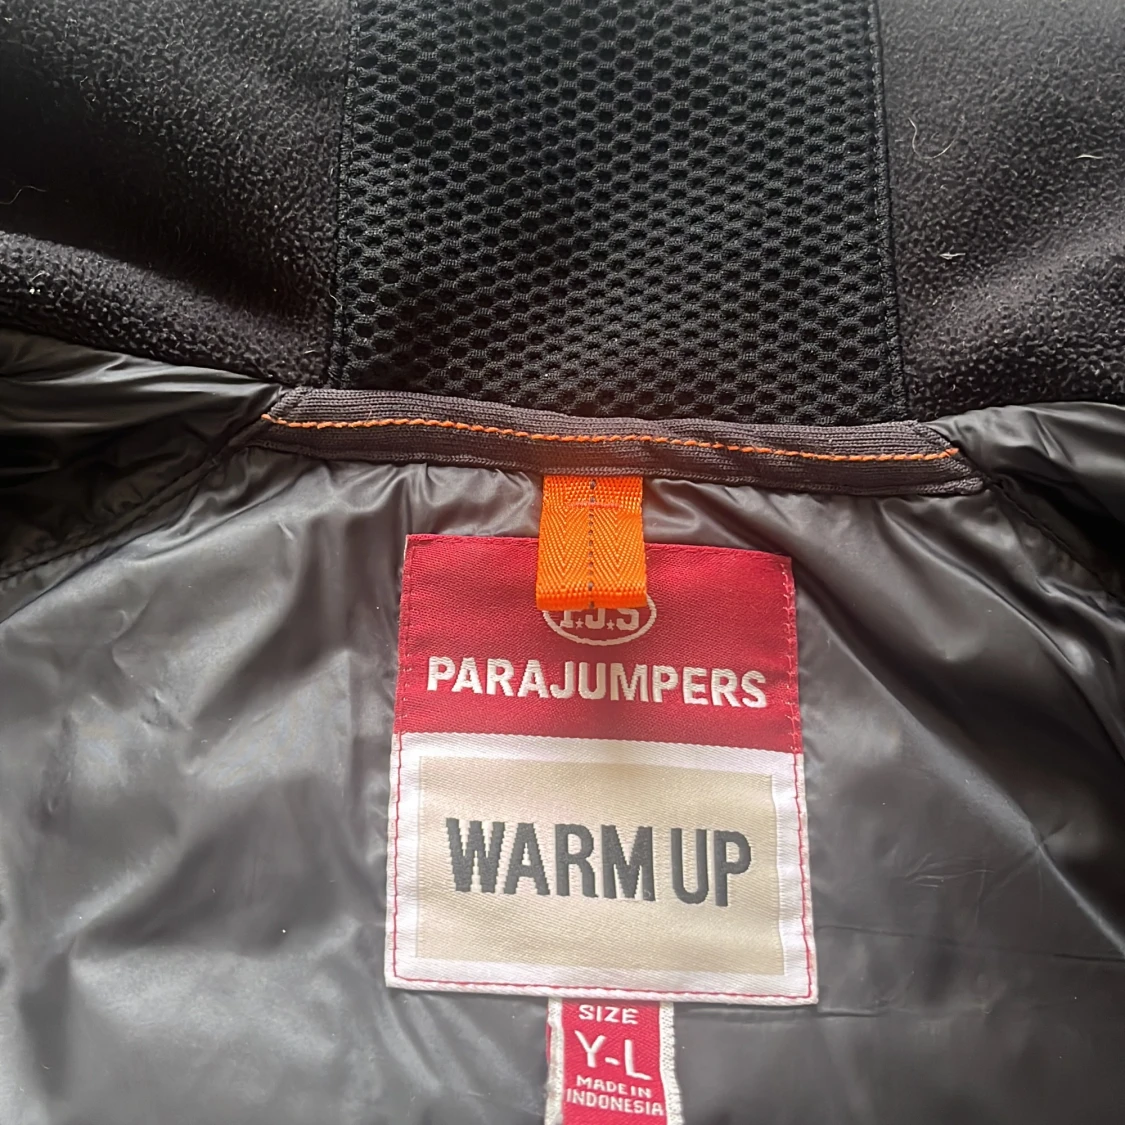 P.J.S
PARAJUMPERS
WARM UP
SIZE
Y-L
MADE IN
INDONESIA